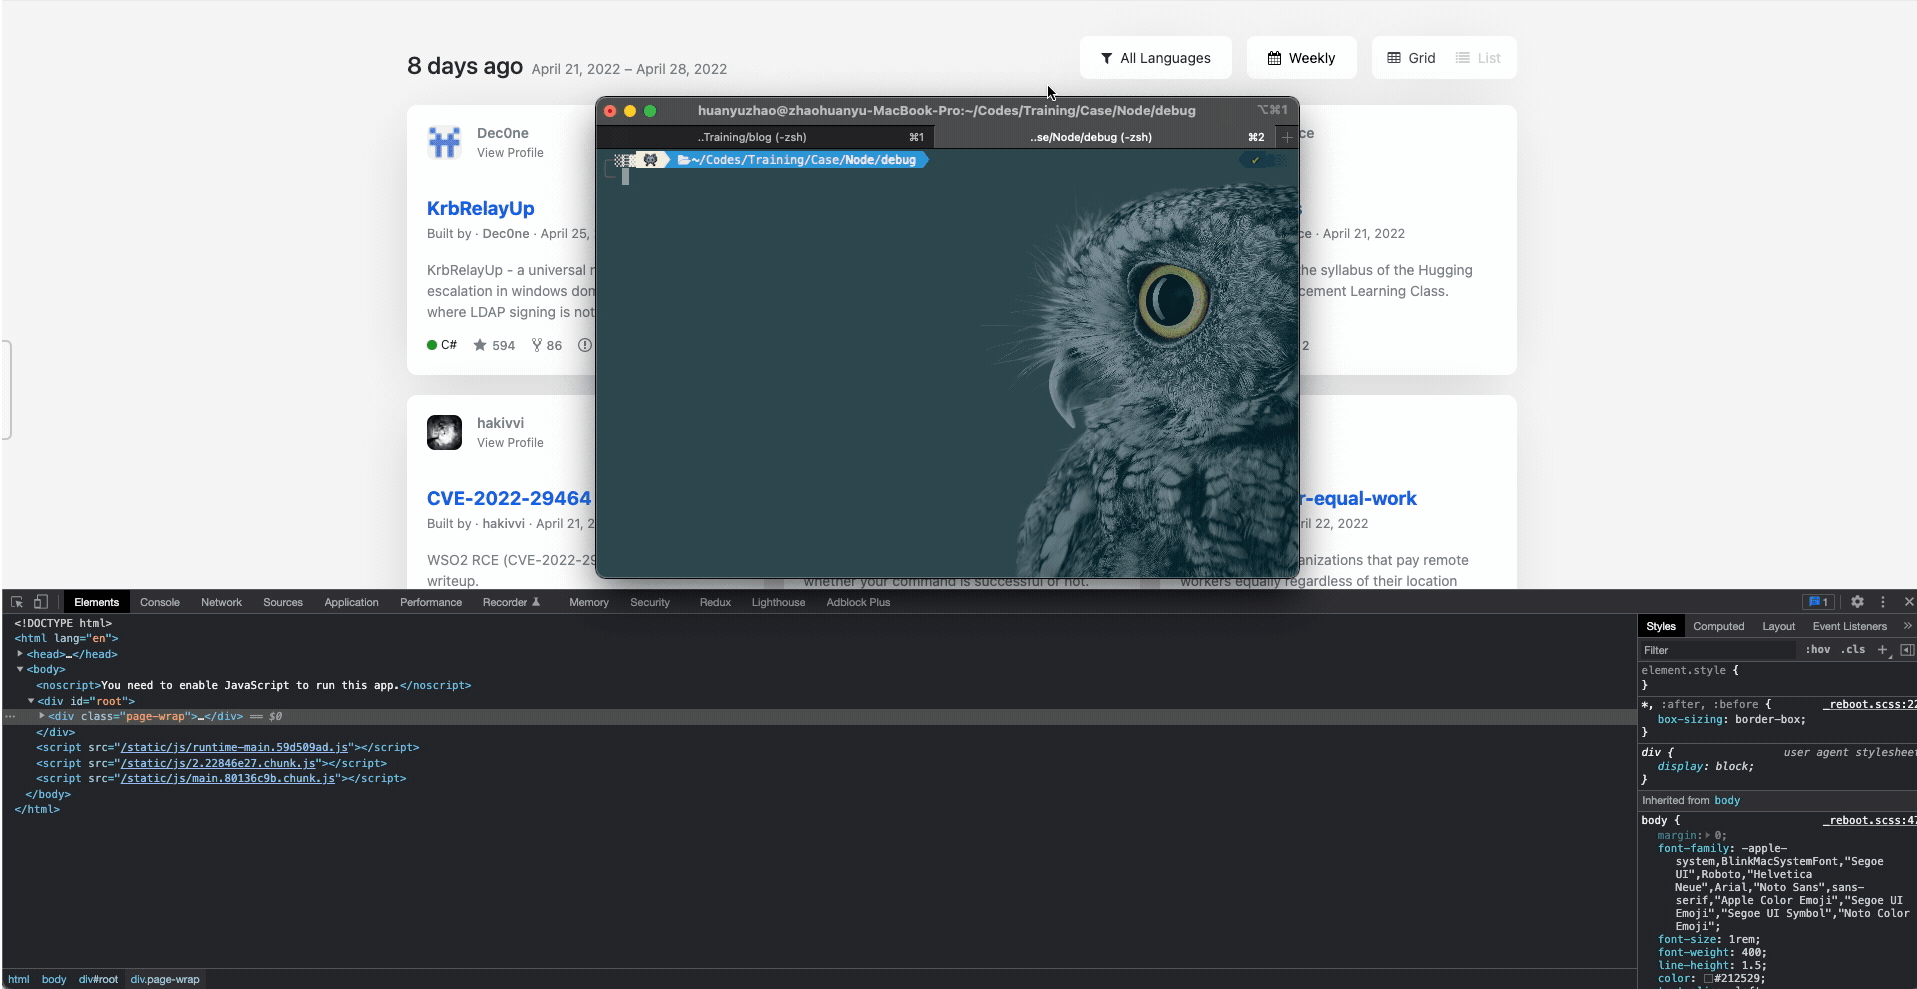 8 days ago April 21, 2022 – April 28, 2022
All Languages
Weekly
Grid
List
Dec0ne
View Profile
KrbRelayUp
Built by · Dec0ne · April 25,
KrbRelayUp - a universal
escalation in windows
where LDAP signing is not
C# 594 86
ce
ce · April 21, 2022
he syllabus of the Hugging
cement Learning Class.
2
hakivvi
View Profile
CVE-2022-29464
Built by · hakivvi · April 21, 2
WSO2 RCE (CVE-2022-29
writeup.
whether your command is successful or not.
r-equal-work
ril 22, 2022
anizations that pay remote
workers equally regardless of their location
huanyuzhao@zhaohuanyu-MacBook-Pro:~/Codes/Training/Case/Node/debug ⌥⌘1
..Training/blog (-zsh) ⌘1
..se/Node/debug (-zsh) ⌘2
~/Codes/Training/Case/Node/debug
Elements Console Network Sources Application Performance Recorder Memory Security Redux Lighthouse Adblock Plus 1
<!DOCTYPE html>
<html lang="en">
<head>…</head>
<body>
<noscript>You need to enable JavaScript to run this app.</noscript>
<div id="root">
<div class="page-wrap">…</div> == $0
</div>
<script src="/static/js/runtime-main.59d509ad.js"></script>
<script src="/static/js/2.22846e27.chunk.js"></script>
<script src="/static/js/main.80136c9b.chunk.js"></script>
</body>
</html>
html body div#root div.page-wrap
Styles Computed Layout Event Listeners
Filter :hov .cls
element.style {
}
*, :after, :before { _reboot.scss:22
box-sizing: border-box;
}
div { user agent stylesheet
display: block;
}
Inherited from body
body { _reboot.scss:47
margin: 0;
font-family: -apple-
system,BlinkMacSystemFont,"Segoe
UI",Roboto,"Helvetica
Neue",Arial,"Noto Sans",sans-
serif,"Apple Color Emoji","Segoe UI
Emoji","Segoe UI Symbol","Noto Color
Emoji";
font-size: 1rem;
font-weight: 400;
line-height: 1.5;
color: #212529;